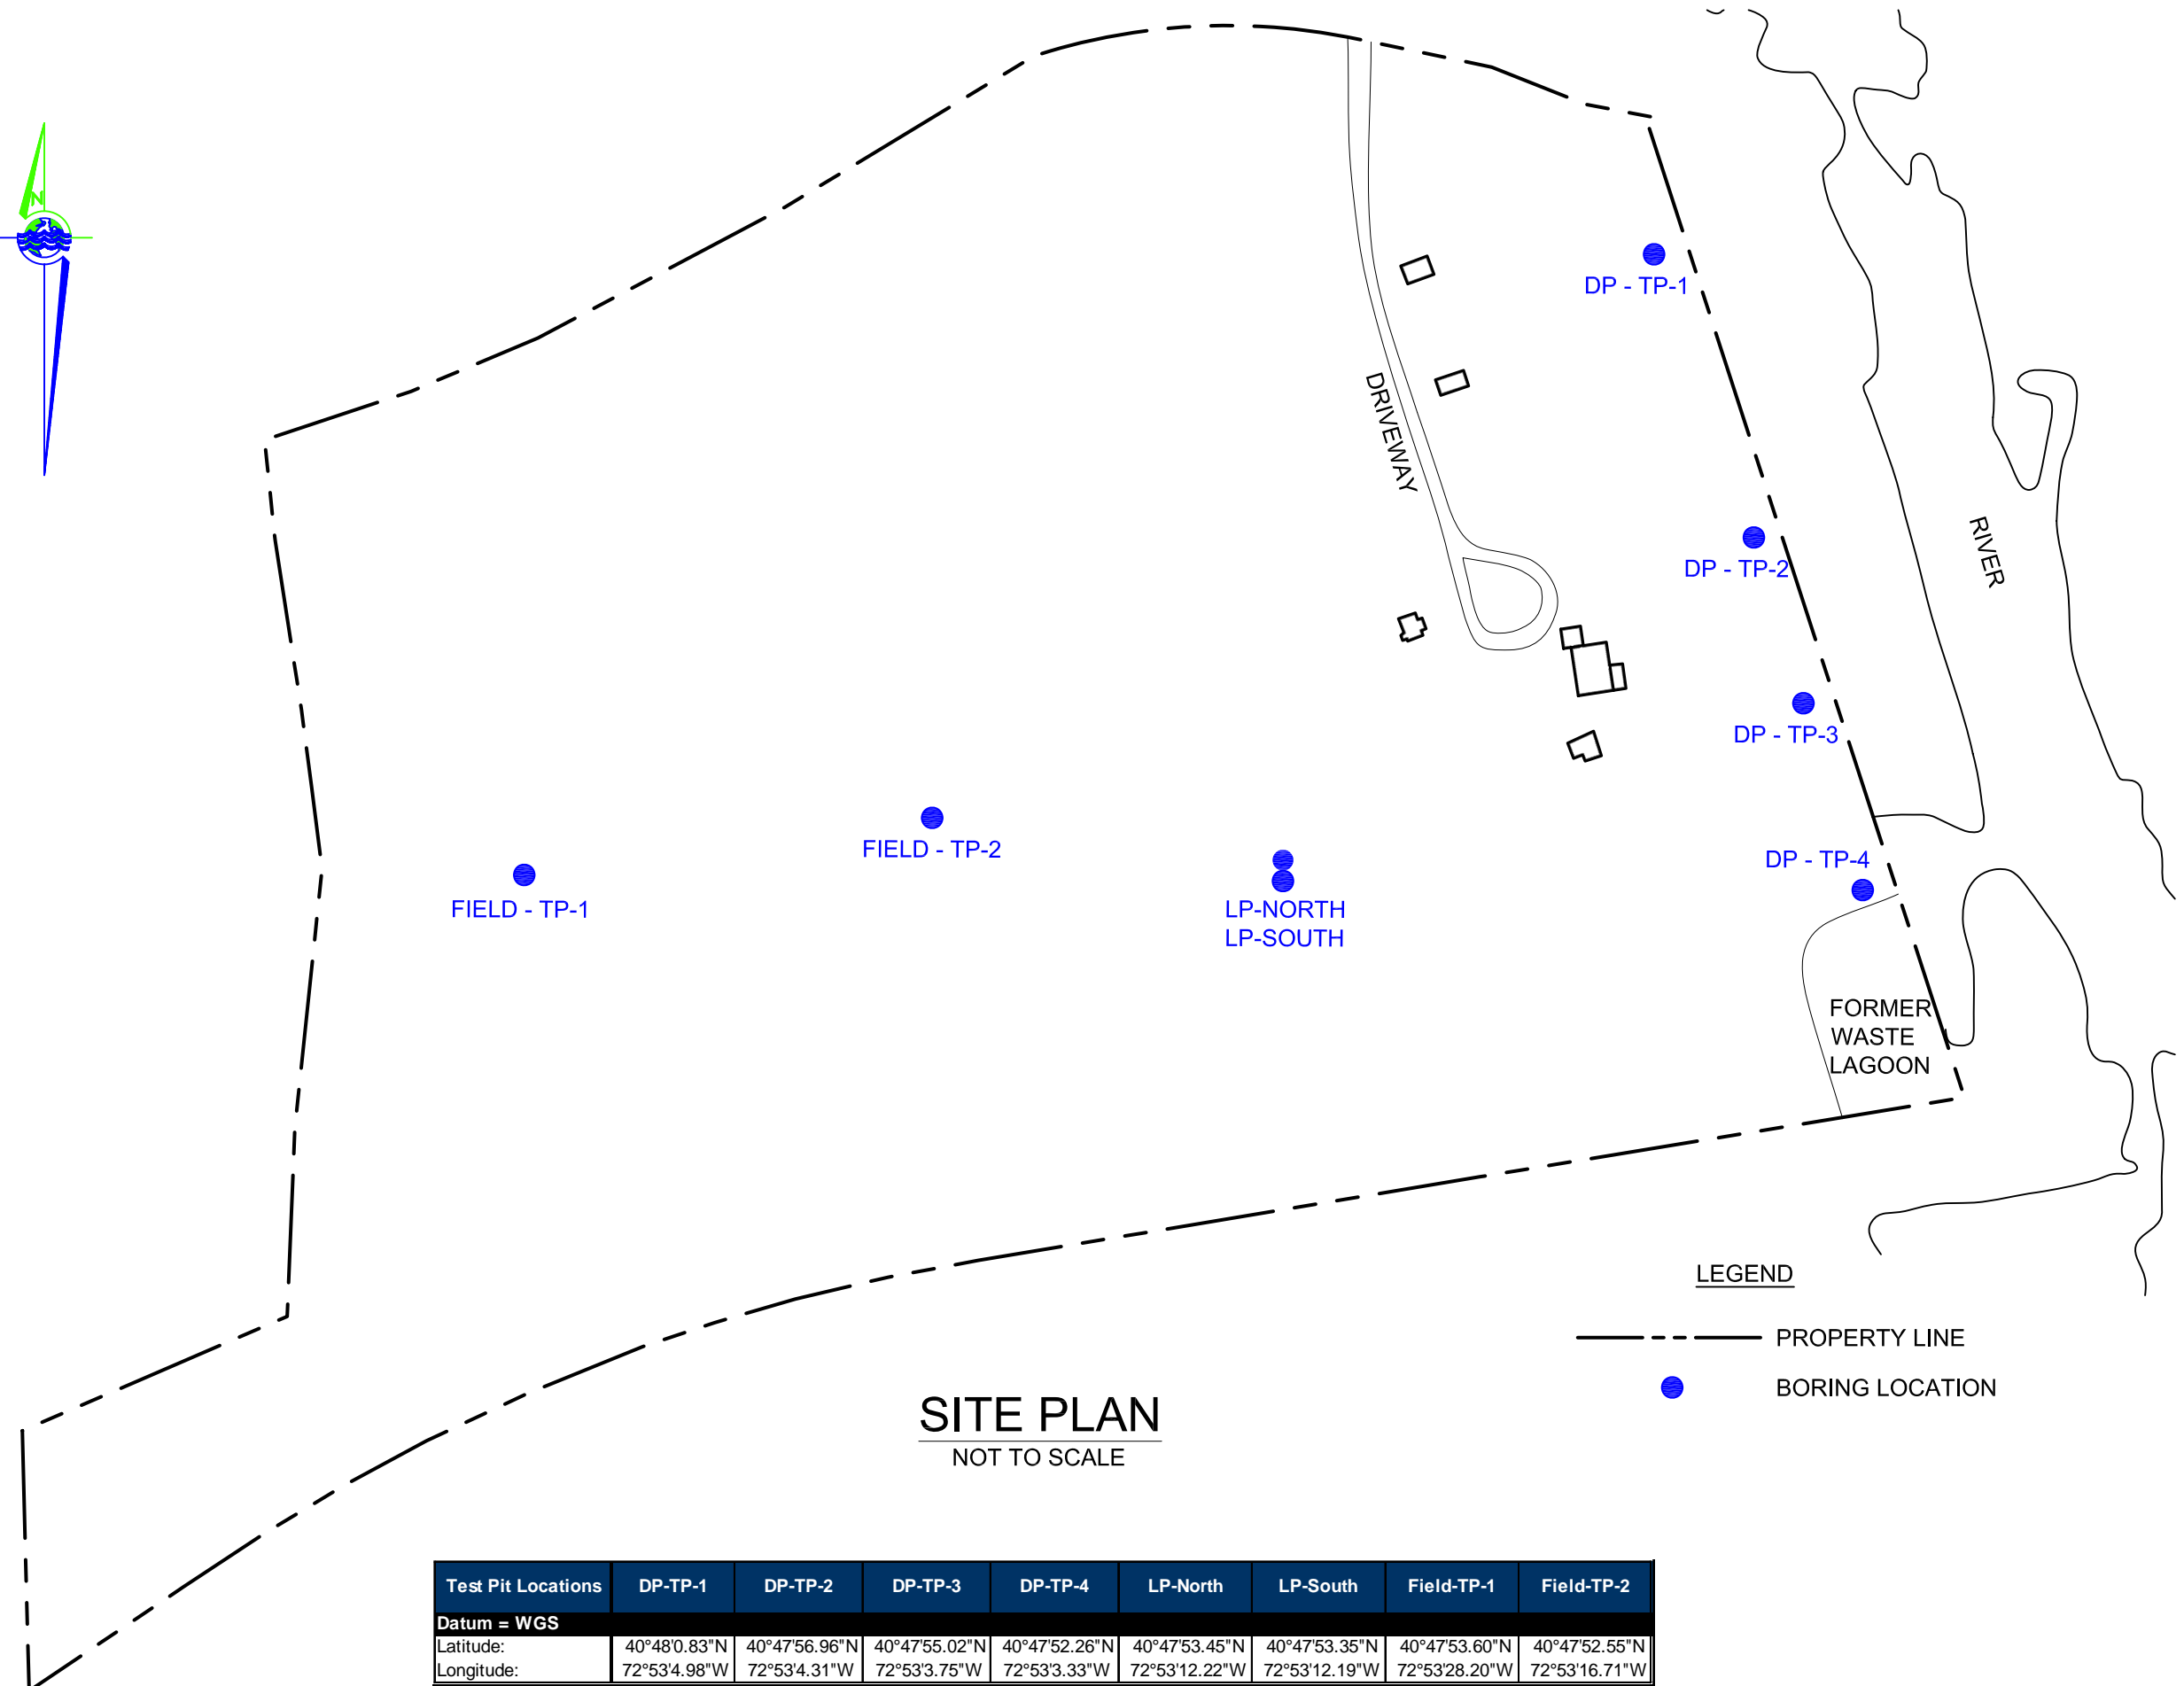 N
DP - TP-1
DRIVEWAY
DP - TP-2
RIVER
DP - TP-3
FIELD - TP-2
DP - TP-4
FIELD - TP-1
LP-NORTH
LP-SOUTH
FORMER
WASTE
LAGOON
LEGEND
PROPERTY LINE
BORING LOCATION
SITE PLAN
NOT TO SCALE
Test Pit Locations DP-TP-1 DP-TP-2 DP-TP-3 DP-TP-4 LP-North LP-South Field-TP-1 Field-TP-2
Datum = WGS
Latitude: 40°48'0.83"N 40°47'56.96"N 40°47'55.02"N 40°47'52.26"N 40°47'53.45"N 40°47'53.35"N 40°47'53.60"N 40°47'52.55"N
Longitude: 72°53'4.98"W 72°53'4.31"W 72°53'3.75"W 72°53'3.33"W 72°53'12.22"W 72°53'12.19"W 72°53'28.20"W 72°53'16.71"W